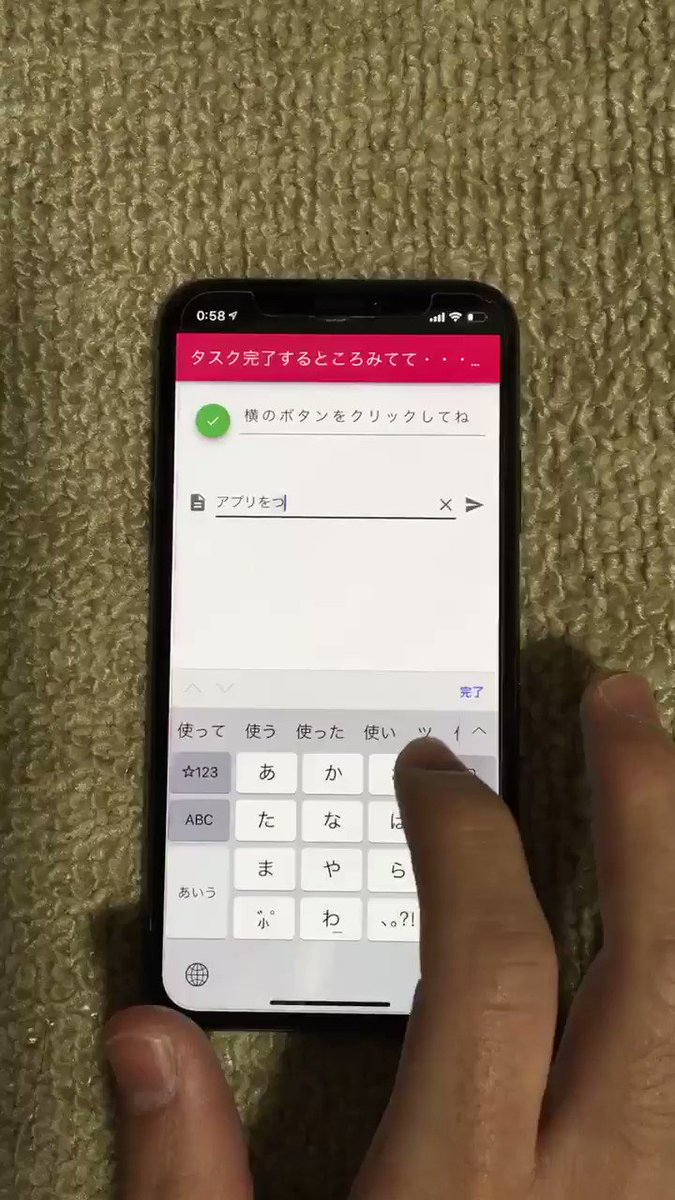 0:58
タスク完了するところみてて・・・...
横のボタンをクリックしてね
アプリをつ
完了
使って 使う 使った 使い ツ
☆123 あ か
ABC た な は
あいう ま や ら
わ 、。?!